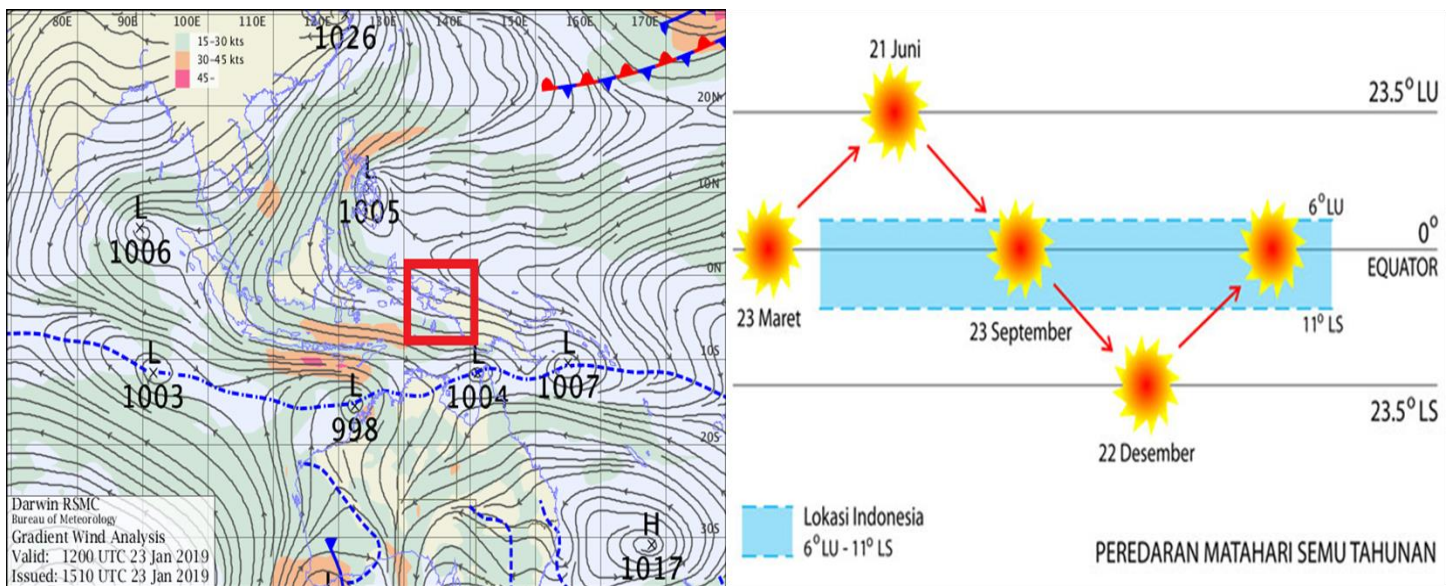 80E 90E 100E 110E 120E 130E 140E 150E 160E 170E
1026
15-30 kts
30-45 kts
45-
20N
10N
L
1005
L
1006
0N
10S
L
1003
L
998
L
1004
L
1007
20S
30S
H
1017
L
Darwin RSMC
Bureau of Meteorology
Gradient Wind Analysis
Valid: 1200 UTC 23 Jan 2019
Issued: 1510 UTC 23 Jan 2019
21 Juni
23.5° LU
6° LU
0°
EQUATOR
23 Maret
23 September
11° LS
23.5° LS
22 Desember
Lokasi Indonesia
6° LU - 11° LS
PEREDARAN MATAHARI SEMU TAHUNAN